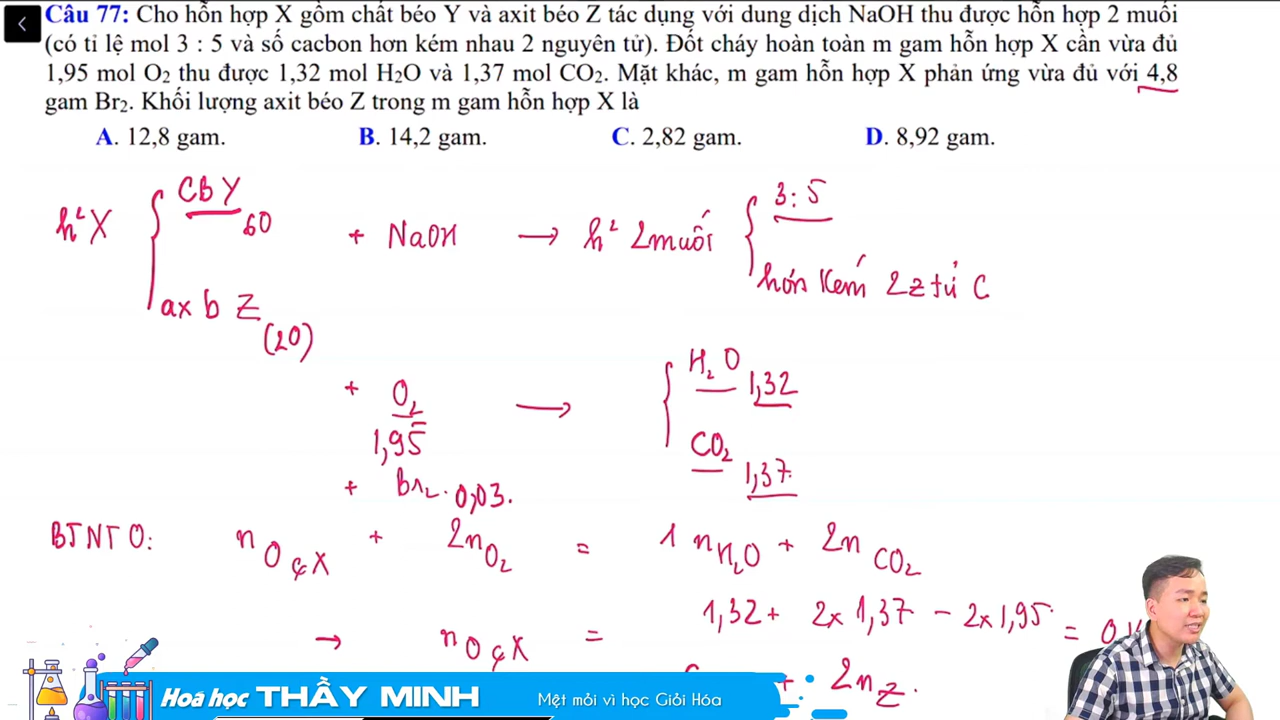 Câu 77: Cho hỗn hợp X gồm chất béo Y và axit béo Z tác dụng với dung dịch NaOH thu được hỗn hợp 2 muối
(có tỉ lệ mol 3 : 5 và số cacbon hơn kém nhau 2 nguyên tử). Đốt cháy hoàn toàn m gam hỗn hợp X cần vừa đủ
1,95 mol O₂ thu được 1,32 mol H₂O và 1,37 mol CO₂. Mặt khác, m gam hỗn hợp X phản ứng vừa đủ với 4,8
gam Br₂. Khối lượng axit béo Z trong m gam hỗn hợp X là
A. 12,8 gam. B. 14,2 gam. C. 2,82 gam. D. 8,92 gam.
h² X { CbY 6O
ax b Z (2O)
+ NaOH → h² 2muối { 3:5
hơn kém 2 ztử C
+ O₂ 1,95 → { H₂O 1,32
CO₂ 1,37
+ Br₂. 0,03.
BTNT O: n O ç X + 2n O₂ = 1 n H₂O + 2n CO₂
→ n O ç X = 1,32 + 2x 1,37 - 2x1,95 =
+ 2n Z.
Hoá học THẦY MINH Mệt mỏi vì học Giỏi Hóa